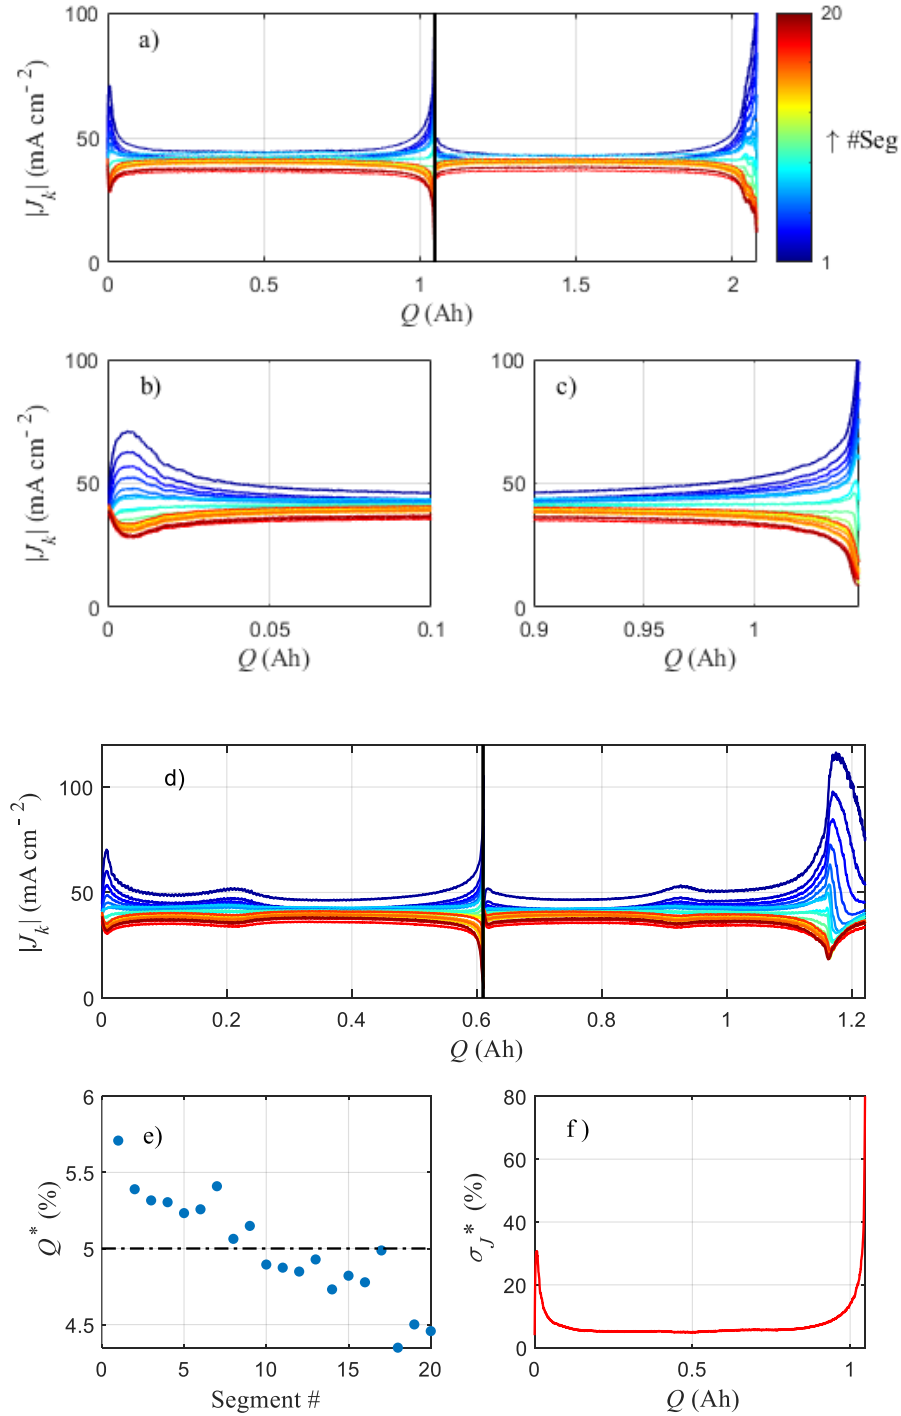 100
a)
20
50
↑ #Seg
|J_k| (mA cm⁻²)
0
1
0 0.5 1 1.5 2
Q (Ah)
100
b)
50
|J_k| (mA cm⁻²)
0
0 0.05 0.1
Q (Ah)
100
c)
50
|J_k| (mA cm⁻²)
0
0.9 0.95 1
Q (Ah)
d)
100
50
|J_k| (mA cm⁻²)
0
0 0.2 0.4 0.6 0.8 1 1.2
Q (Ah)
6
e)
5.5
Q* (%)
5
4.5
0 5 10 15 20
Segment #
80
f)
60
σ_J* (%)
40
20
0
0 0.5 1
Q (Ah)